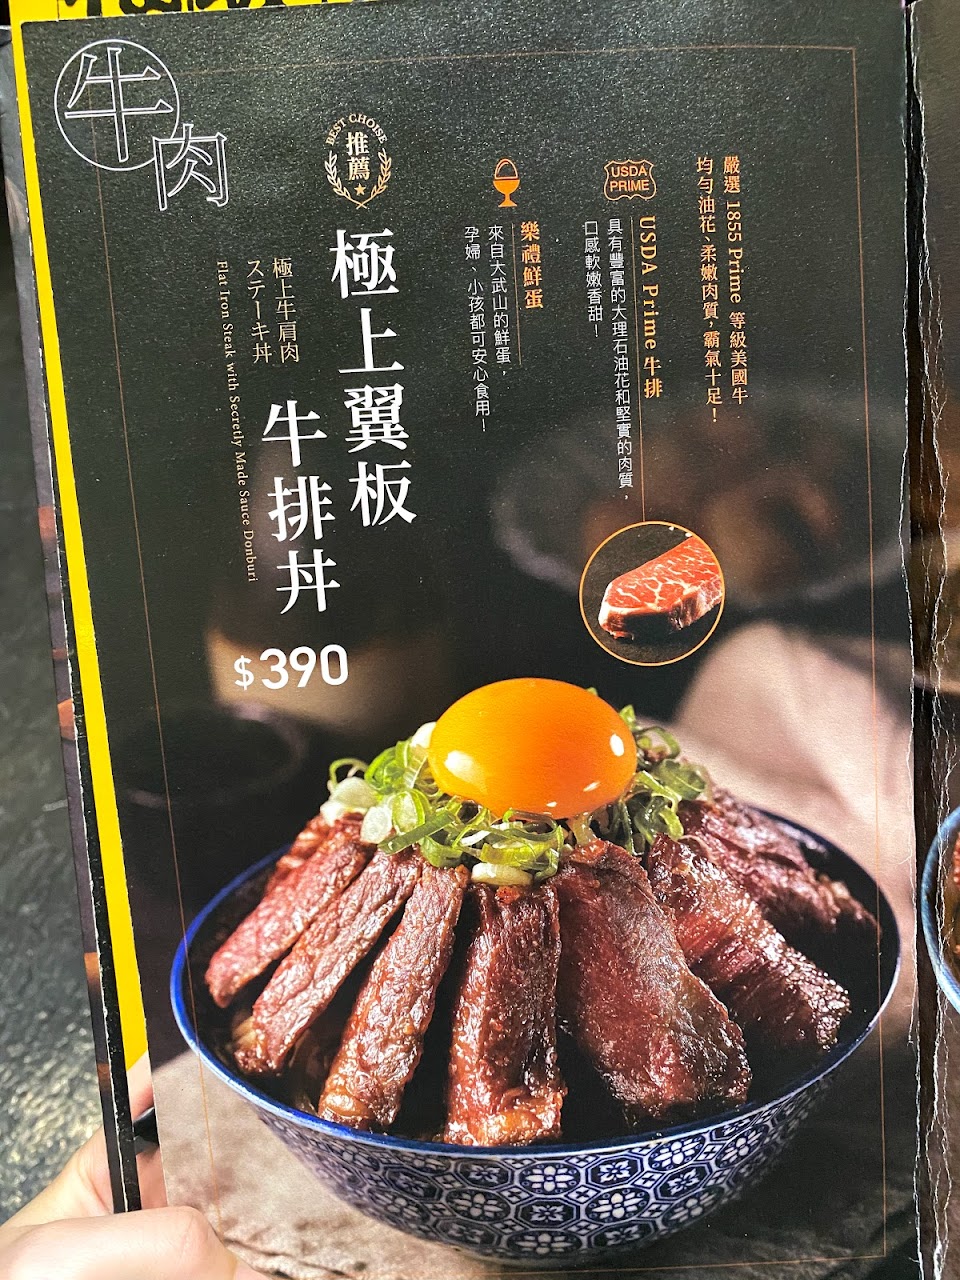 牛肉
BEST CHOISE
推薦
極上翼板
牛排丼
極上牛肩肉
ステーキ丼
Flat Iron Steak with Secretly Made Sauce Donburi
$390
嚴選 1855 Prime 等級美國牛
均勻油花、柔嫩肉質，霸氣十足！
USDA
PRIME
USDA Prime 牛排
具有豐富的大理石油花和堅實的肉質，
口感軟嫩香甜！
樂禮鮮蛋
來自大武山的鮮蛋，
孕婦、小孩都可安心食用！